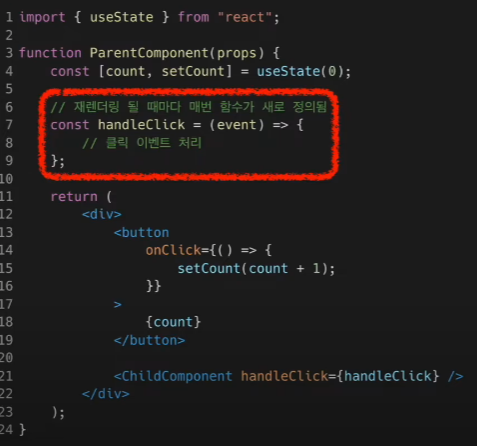 1 import { useState } from "react";
2
3 function ParentComponent(props) {
4     const [count, setCount] = useState(0);
5
6     // 재렌더링 될 때마다 매번 함수가 새로 정의됨
7     const handleClick = (event) => {
8         // 클릭 이벤트 처리
9     };
10
11     return (
12         <div>
13             <button
14                 onClick={() => {
15                     setCount(count + 1);
16                 }}
17             >
18                 {count}
19             </button>
20
21             <ChildComponent handleClick={handleClick} />
22         </div>
23     );
24 }